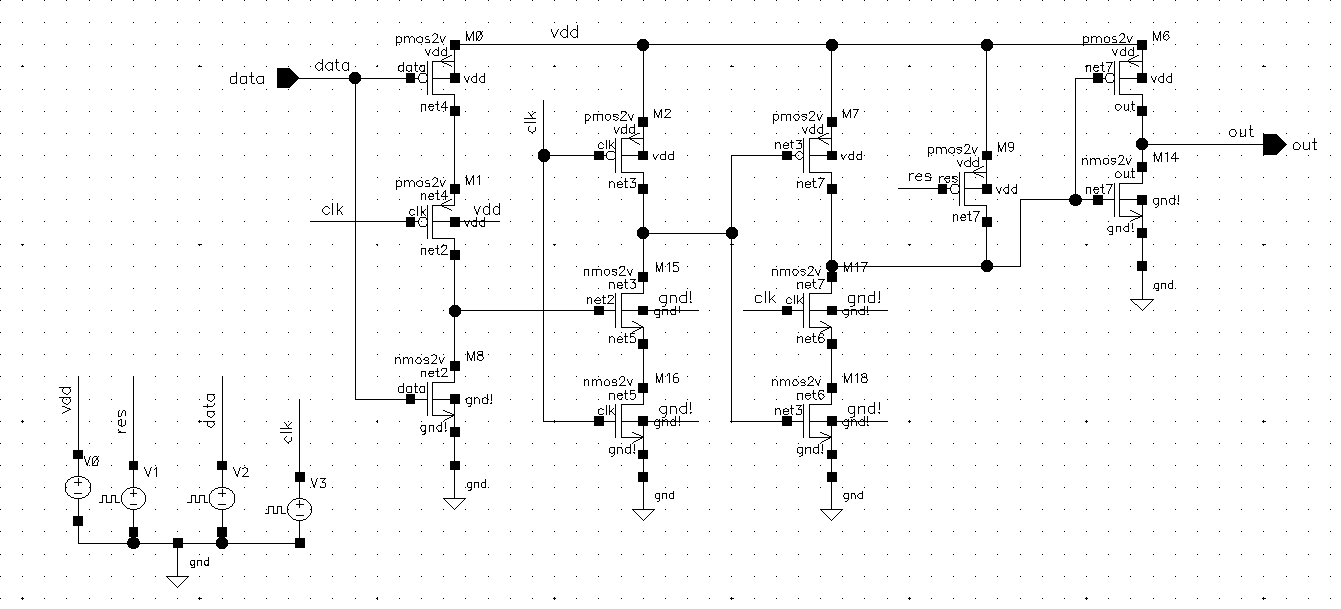 data
data
pmos2v
M0
vdd
data
vdd
net4
vdd
clk
pmos2v
M1
net4
clk
vdd
vdd
net2
nmos2v
M8
net2
data
gnd!
gnd!
gnd
clk
pmos2v
M2
vdd
clk
vdd
net3
nmos2v
M15
net3
net2
gnd!
gnd!
net5
nmos2v
M16
net5
clk
gnd!
gnd!
gnd!
gnd
pmos2v
M7
vdd
net3
vdd
net7
nmos2v
M17
net7
clk
clk
gnd!
gnd!
net6
nmos2v
M18
net6
net3
gnd!
gnd!
gnd!
gnd
pmos2v
M9
vdd
res
res
vdd
net7
pmos2v
M6
vdd
net7
vdd
out
out
out
nmos2v
M14
out
net7
gnd!
gnd!
gnd
vdd
V0
res
V1
data
V2
clk
V3
gnd